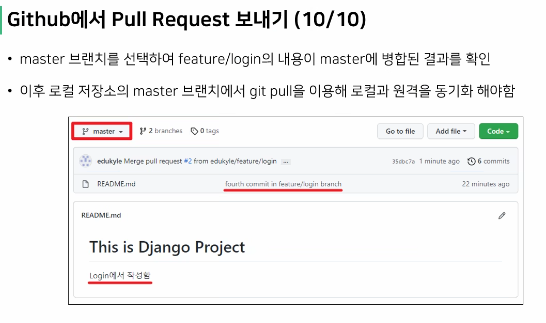 Github에서 Pull Request 보내기 (10/10)
• master 브랜치를 선택하여 feature/login의 내용이 master에 병합된 결과를 확인
• 이후 로컬 저장소의 master 브랜치에서 git pull을 이용해 로컬과 원격을 동기화 해야함
master 2 branches 0 tags Go to file Add file Code
edukyle Merge pull request #2 from edukyle/feature/login ... 35dbc7a 1 minute ago 6 commits
README.md fourth commit in feature/login branch 22 minutes ago
README.md
This is Django Project
Login에서 작성함